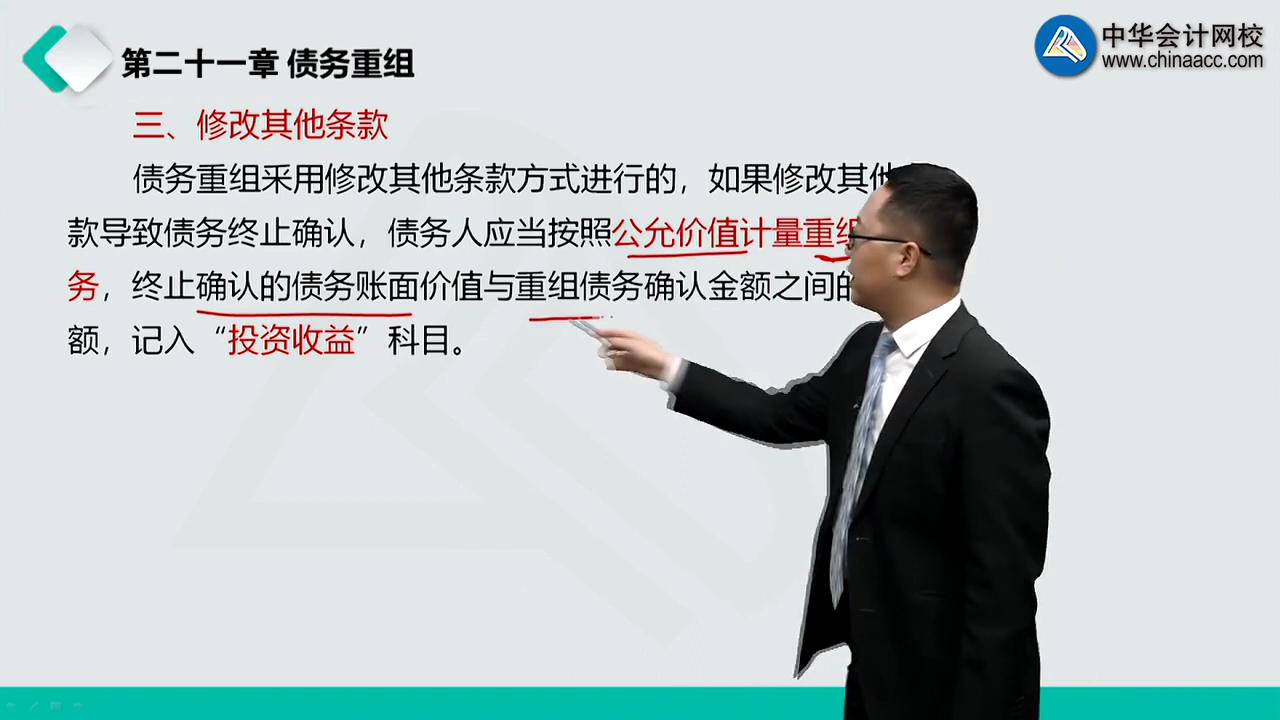 中华会计网校
www.chinaacc.com
第二十一章 债务重组
三、修改其他条款
债务重组采用修改其他条款方式进行的，如果修改其他
款导致债务终止确认，债务人应当按照公允价值计量重组
务，终止确认的债务账面价值与重组债务确认金额之间的
额，记入“投资收益”科目。